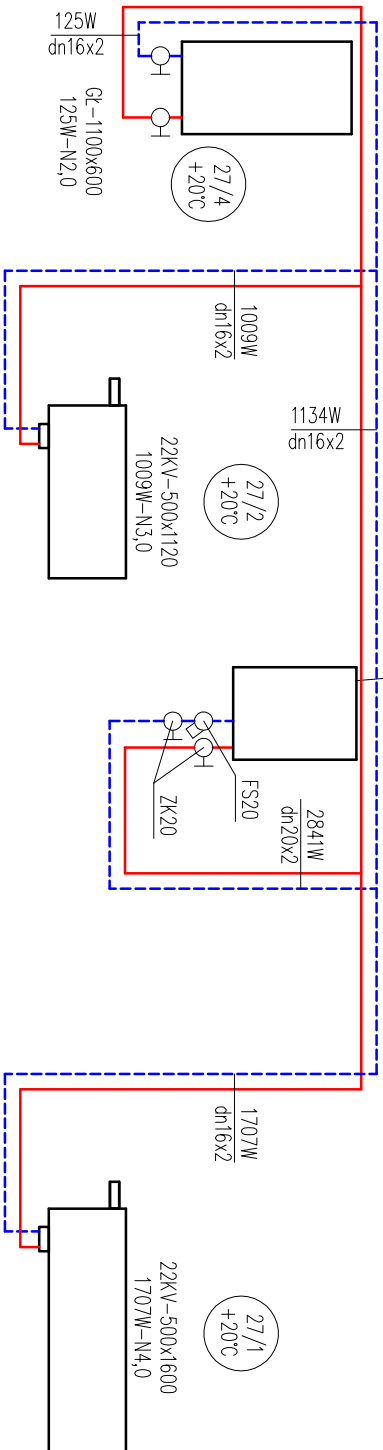 125W
dn16x2
GŁ-1100x600
125W-N2,0
27/4
+20°C
1009W
dn16x2
22KV-500x1120
1009W-N3,0
27/2
+20°C
1134W
dn16x2
FS20
ZK20
2841W
dn20x2
1707W
dn16x2
22KV-500x1600
1707W-N4,0
27/1
+20°C